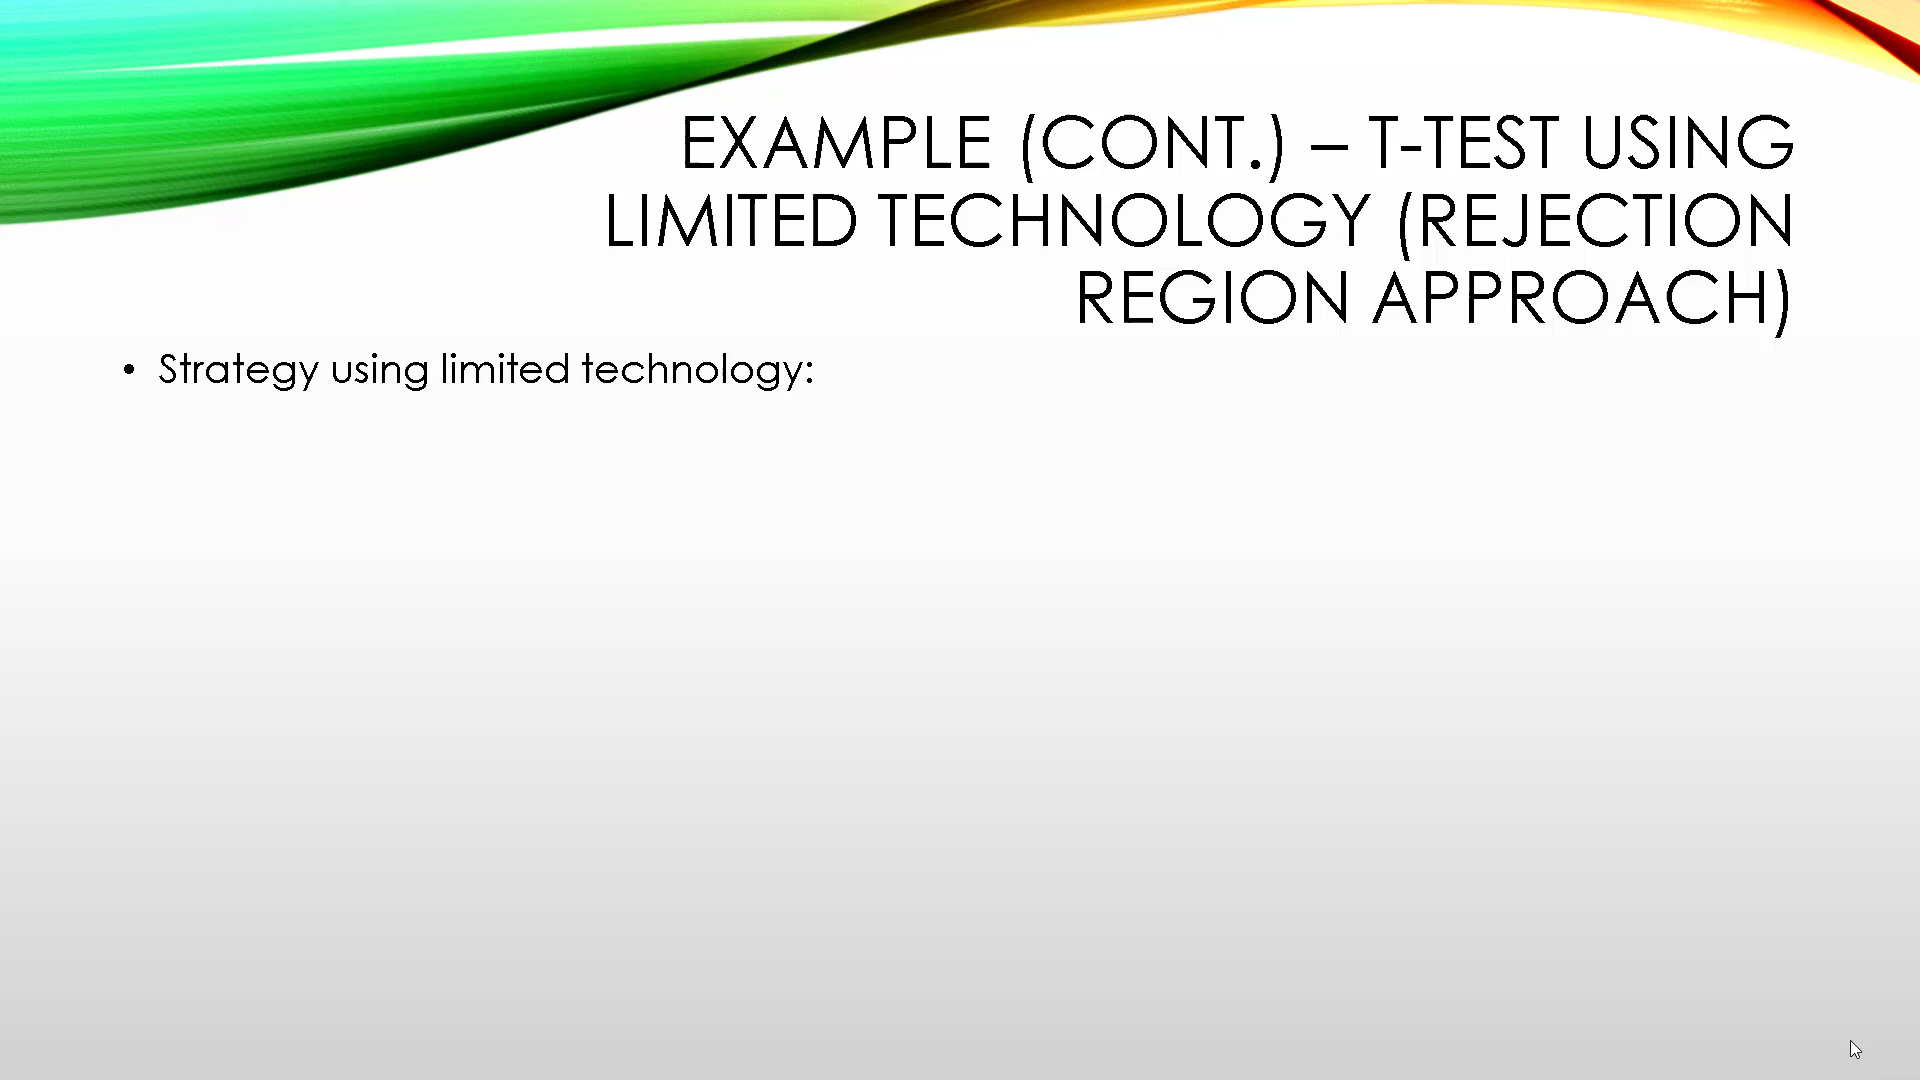 EXAMPLE (CONT.) – T-TEST USING
LIMITED TECHNOLOGY (REJECTION
REGION APPROACH)
• Strategy using limited technology: